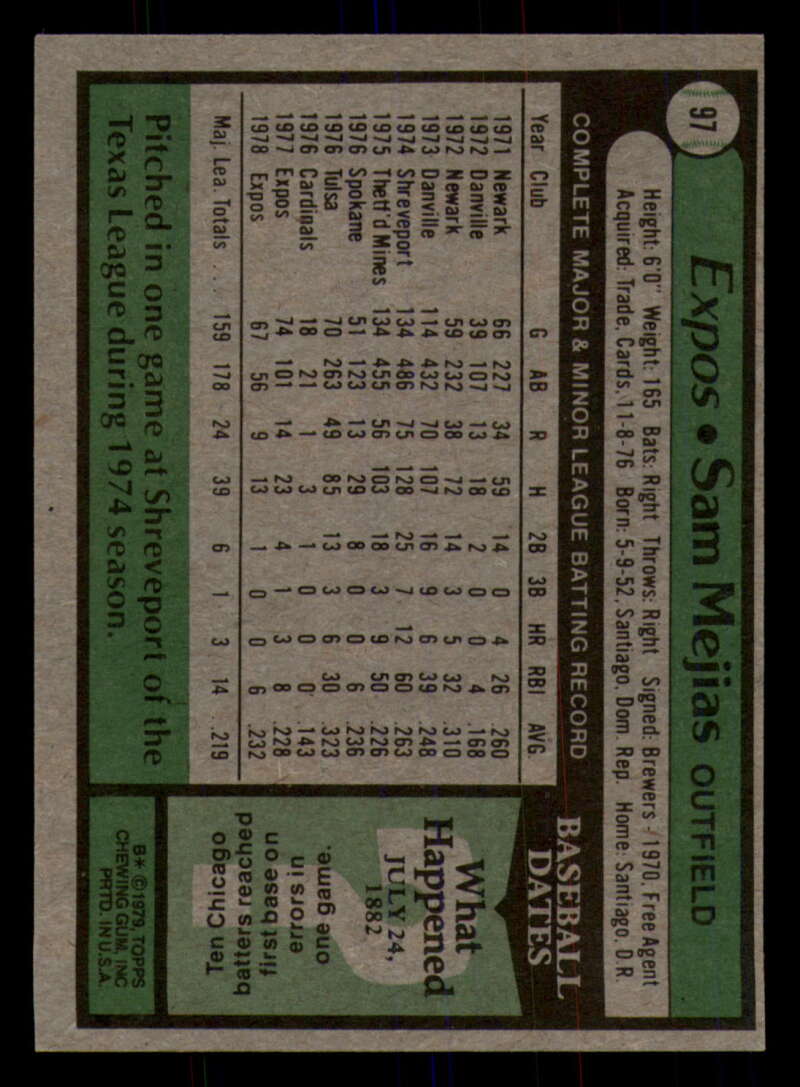 97
Expos • Sam Mejias OUTFIELD
Height: 6'0" Weight: 165 Bats: Right Throws: Right Signed: Brewers - 1970, Free Agent
Acquired: Trade, Cards, 11-8-76 Born: 5-9-52, Santiago, Dom. Rep. Home: Santiago, D.R.
COMPLETE MAJOR & MINOR LEAGUE BATTING RECORD
Year Club G AB R H 2B 3B HR RBI AVG
1971 Newark 66 227 34 59 14 0 4 26 .260
1972 Danville 39 107 13 18 2 0 0 4 .168
1972 Newark 59 232 38 72 14 3 5 32 .310
1973 Danville 114 432 70 107 16 9 6 39 .248
1974 Shreveport 134 486 75 128 25 7 12 60 .263
1975 Thetf'd Mines 134 455 56 103 18 3 9 50 .226
1976 Spokane 51 123 13 29 8 0 0 6 .236
1976 Tulsa 70 263 49 85 13 3 6 30 .323
1976 Cardinals 18 21 1 3 1 0 0 0 .143
1977 Expos 74 101 14 23 4 1 3 8 .228
1978 Expos 67 56 9 13 1 0 0 6 .232
Maj. Lea. Totals .... 159 178 24 39 6 1 3 14 .219
Pitched in one game at Shreveport of the
Texas League during 1974 season.
BASEBALL
DATES
What
Happened
JULY 24,
1882
?
Ten Chicago
batters reached
first base on
errors in
one game.
B* ©1979, TOPPS
CHEWING GUM, INC
PRTD. IN U.S.A.